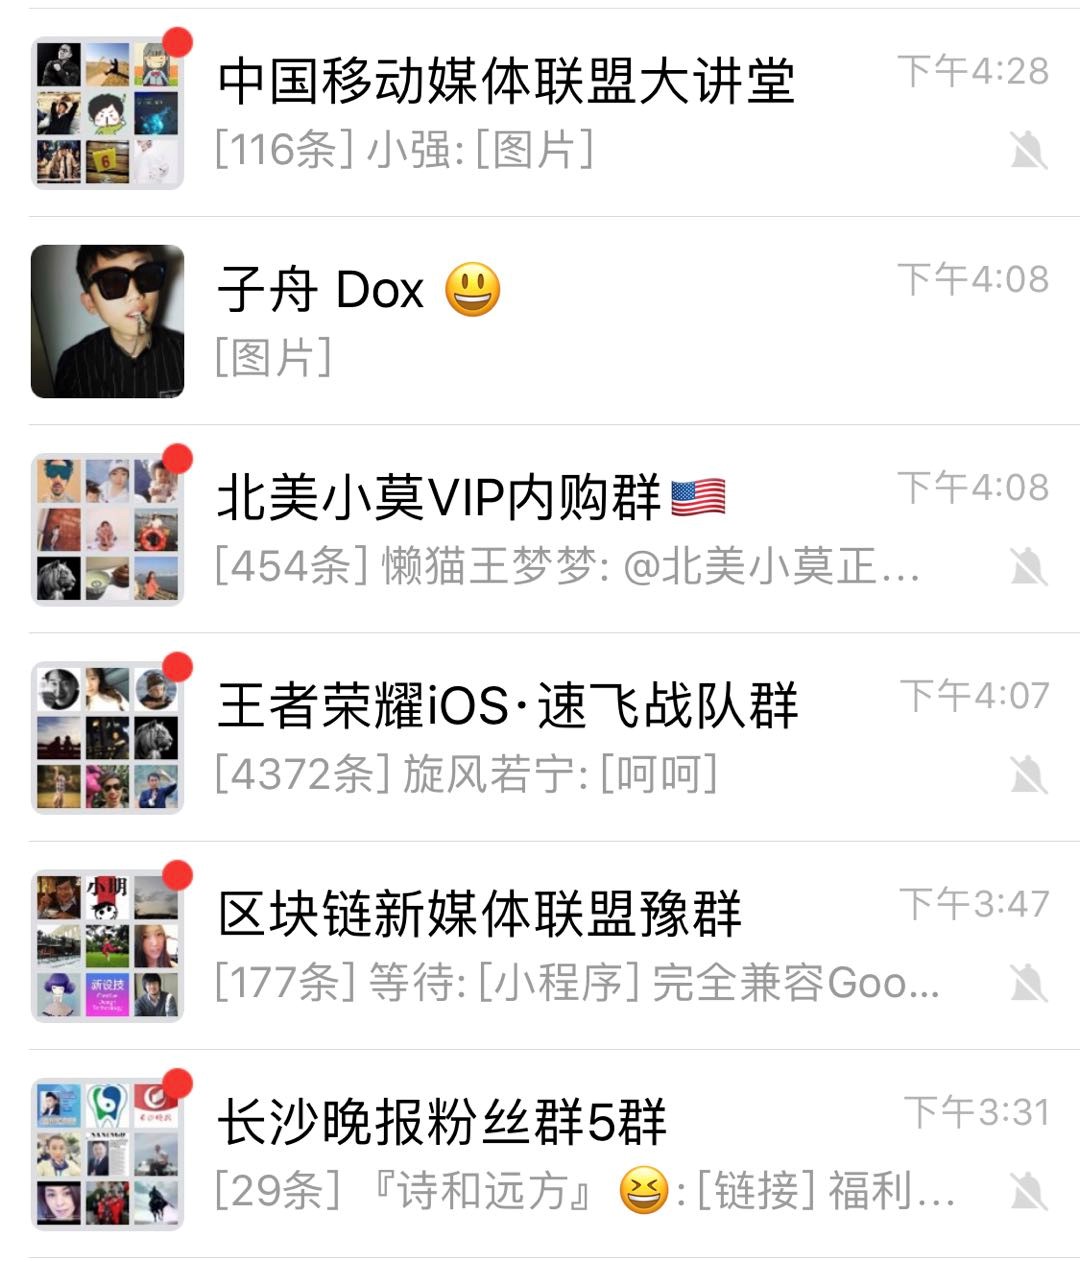 中国移动媒体联盟大讲堂 下午4:28
[116条] 小强: [图片]
子舟 Dox 😃 下午4:08
[图片]
北美小莫VIP内购群🇺🇸 下午4:08
[454条] 懒猫王梦梦: @北美小莫正...
王者荣耀iOS·速飞战队群 下午4:07
[4372条] 旋风若宁: [呵呵]
区块链新媒体联盟豫群 下午3:47
[177条] 等待: [小程序] 完全兼容Goo...
小明
新设技
长沙晚报粉丝群5群 下午3:31
[29条] 『诗和远方』😆: [链接] 福利...